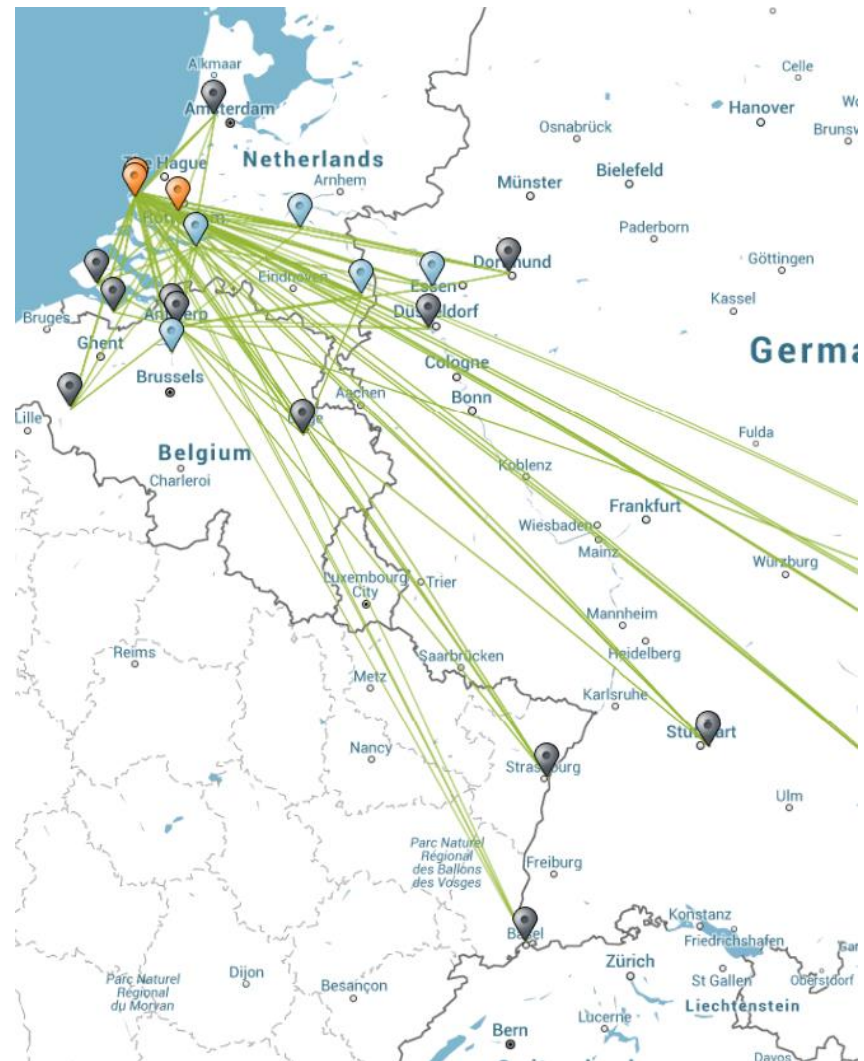 Celle
Alkmaar
Amsterdam
Hanover
Osnabrück
The Hague
Netherlands
Arnhem
Münster
Bielefeld
Paderborn
Dortmund
Göttingen
Eindhoven
Essen
Düsseldorf
Kassel
Bruges
Antwerp
Ghent
Germa
Brussels
Cologne
Aachen
Bonn
Lille
Fulda
Belgium
Charleroi
Koblenz
Frankfurt
Wiesbaden
Mainz
Würzburg
Luxembourg
City
Trier
Mannheim
Heidelberg
Reims
Saarbrücken
Metz
Karlsruhe
Stuttgart
Nancy
Strasbourg
Ulm
Parc Naturel
Régional
des Ballons
des Vosges
Freiburg
Konstanz
Basel
Friedrichshafen
Zürich
Dijon
Parc Naturel
Régional
du Morvan
Besançon
St Gallen
Oberstdorf
Liechtenstein
Lucerne
Bern
Davos